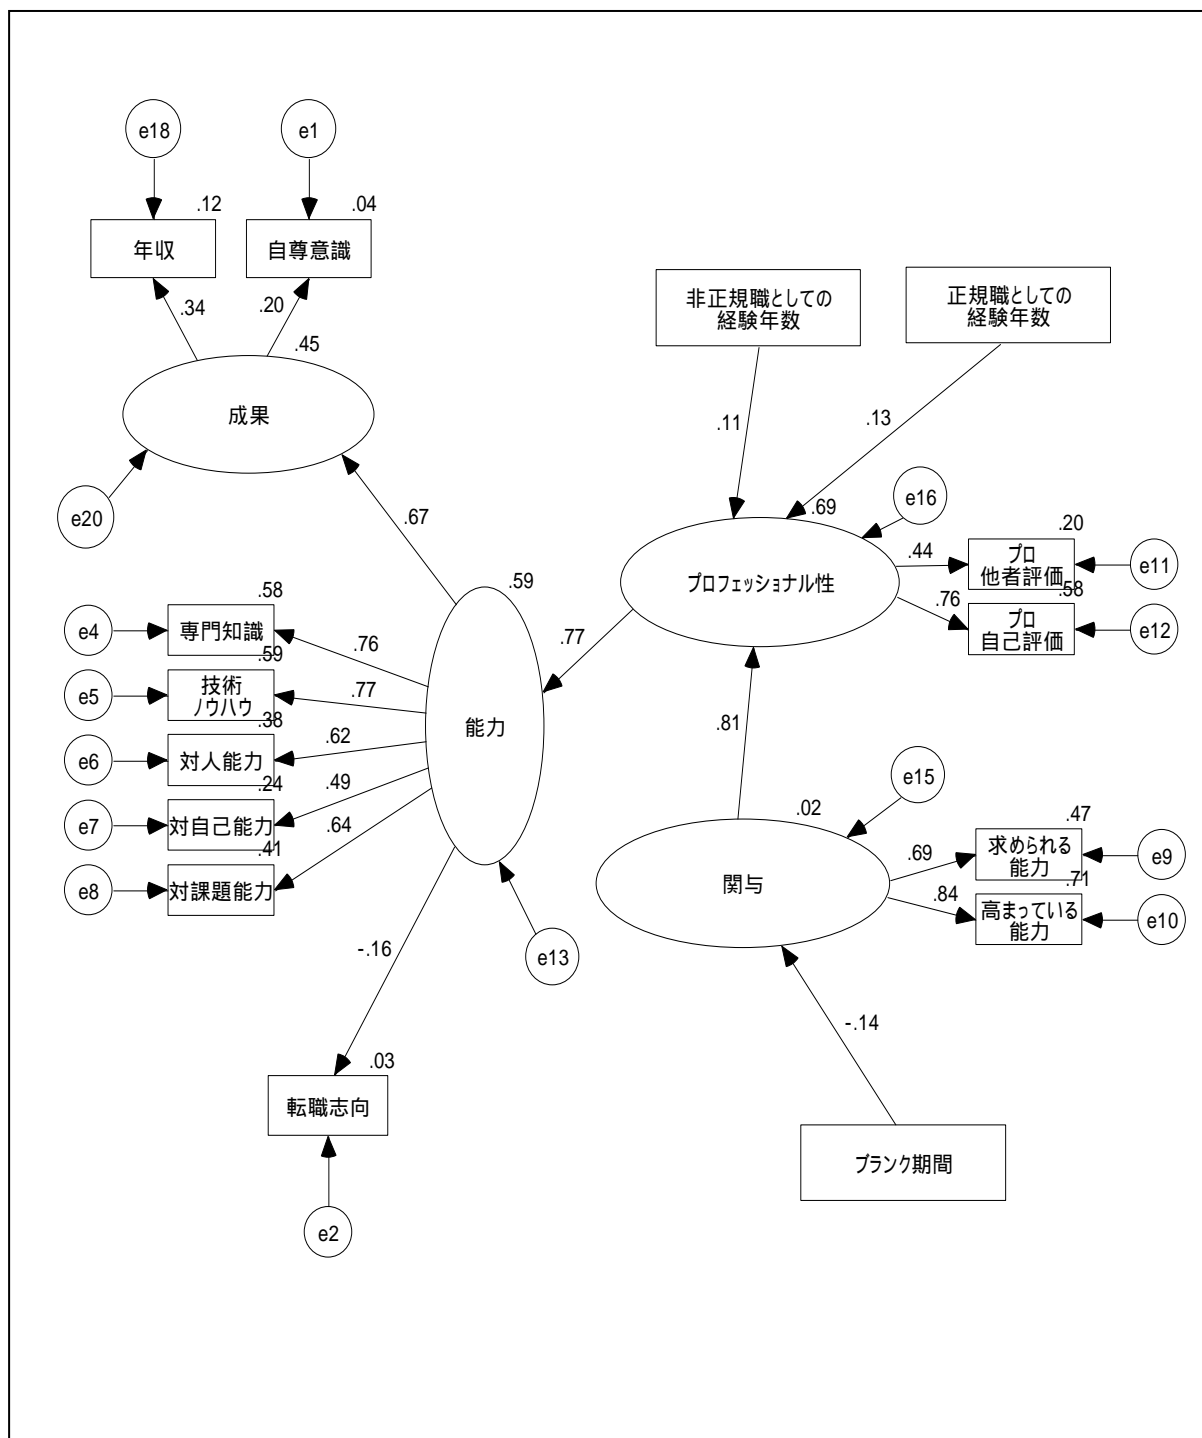 e18
e1
.12
.04
年収
自尊意識
.34
.20
.45
成果
e20
.67
非正規職としての
経験年数
正規職としての
経験年数
.11
.13
e16
.69
.20
.44
プロ
他者評価
e11
プロフェッショナル性
.58
.76
プロ
自己評価
e12
.77
.59
.58
e4
専門知識
.76
.59
e5
技術
ノウハウ
.77
能力
.38
e6
対人能力
.62
.24
e7
対自己能力
.49
.41
e8
対課題能力
.64
.81
e15
.02
.47
.69
求められる
能力
e9
関与
.71
.84
高まっている
能力
e10
-.16
e13
-.14
.03
転職志向
ブランク期間
e2